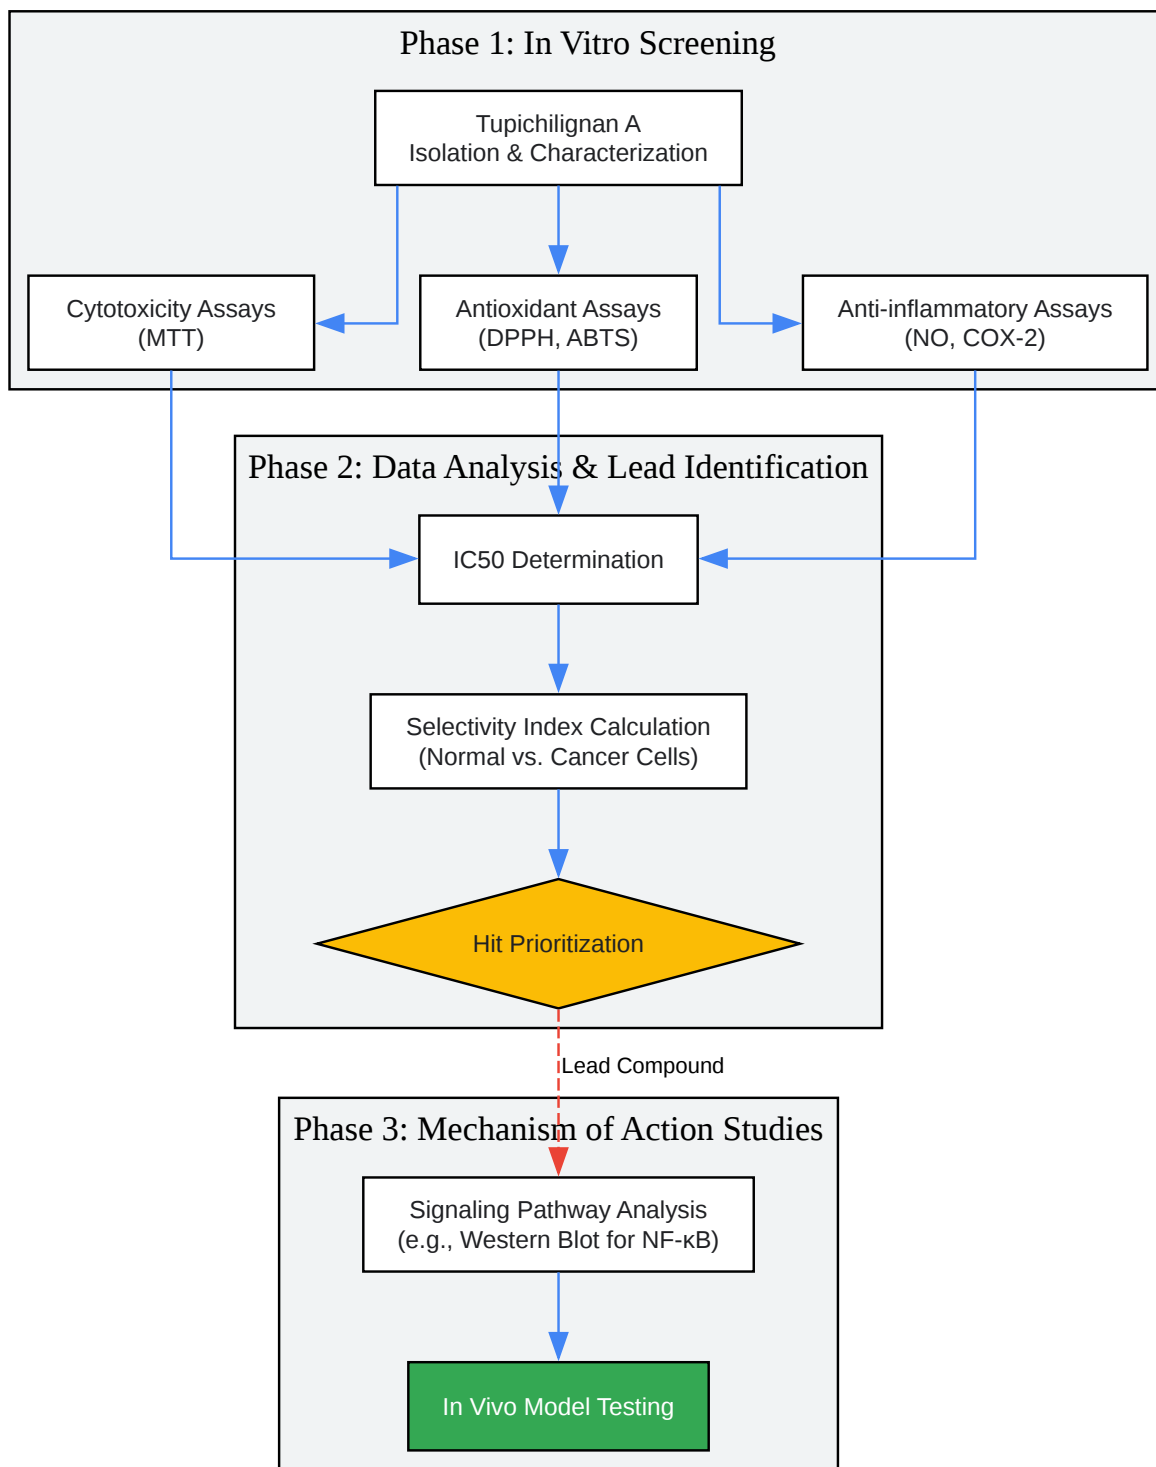 Phase 1: In Vitro Screening
Tupichilignan A
Isolation & Characterization
Cytotoxicity Assays
(MTT)
Antioxidant Assays
(DPPH, ABTS)
Anti-inflammatory Assays
(NO, COX-2)
Phase 2: Data Analysis & Lead Identification
IC50 Determination
Selectivity Index Calculation
(Normal vs. Cancer Cells)
Hit Prioritization
Lead Compound
Phase 3: Mechanism of Action Studies
Signaling Pathway Analysis
(e.g., Western Blot for NF-κB)
In Vivo Model Testing